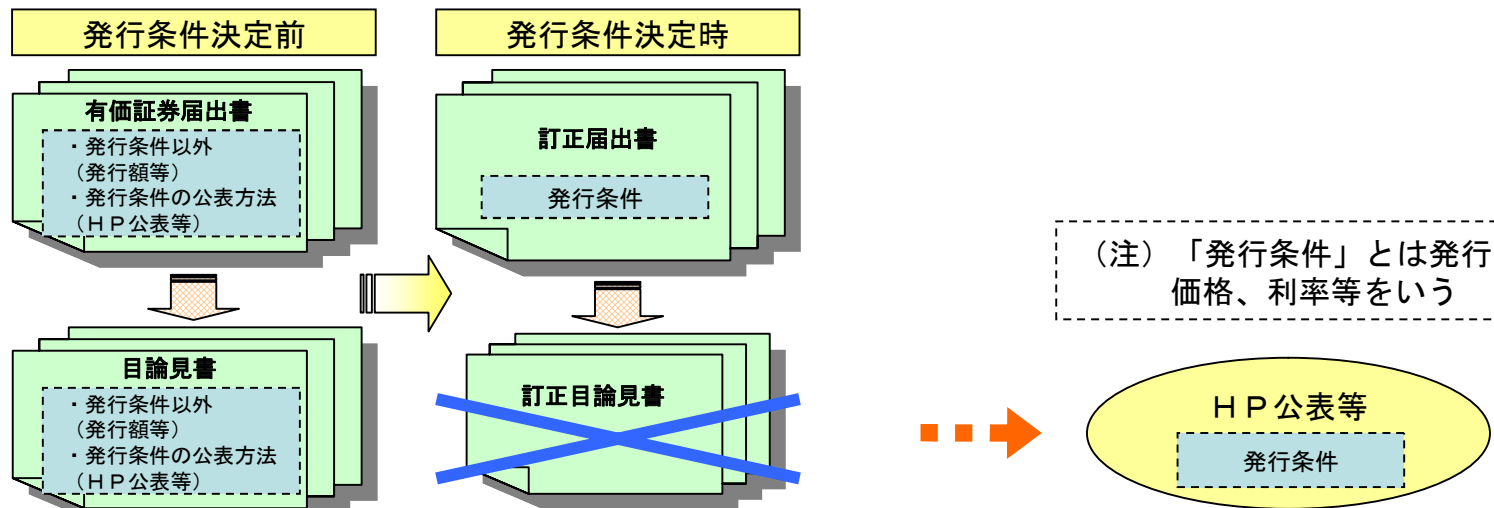 発行条件決定前
有価証券届出書
・発行条件以外
(発行額等)
・発行条件の公表方法
(HP公表等)
目論見書
・発行条件以外
(発行額等)
・発行条件の公表方法
(HP公表等)
発行条件決定時
訂正届出書
発行条件
訂正目論見書
(注)「発行条件」とは発行
価格、利率等をいう
HP公表等
発行条件